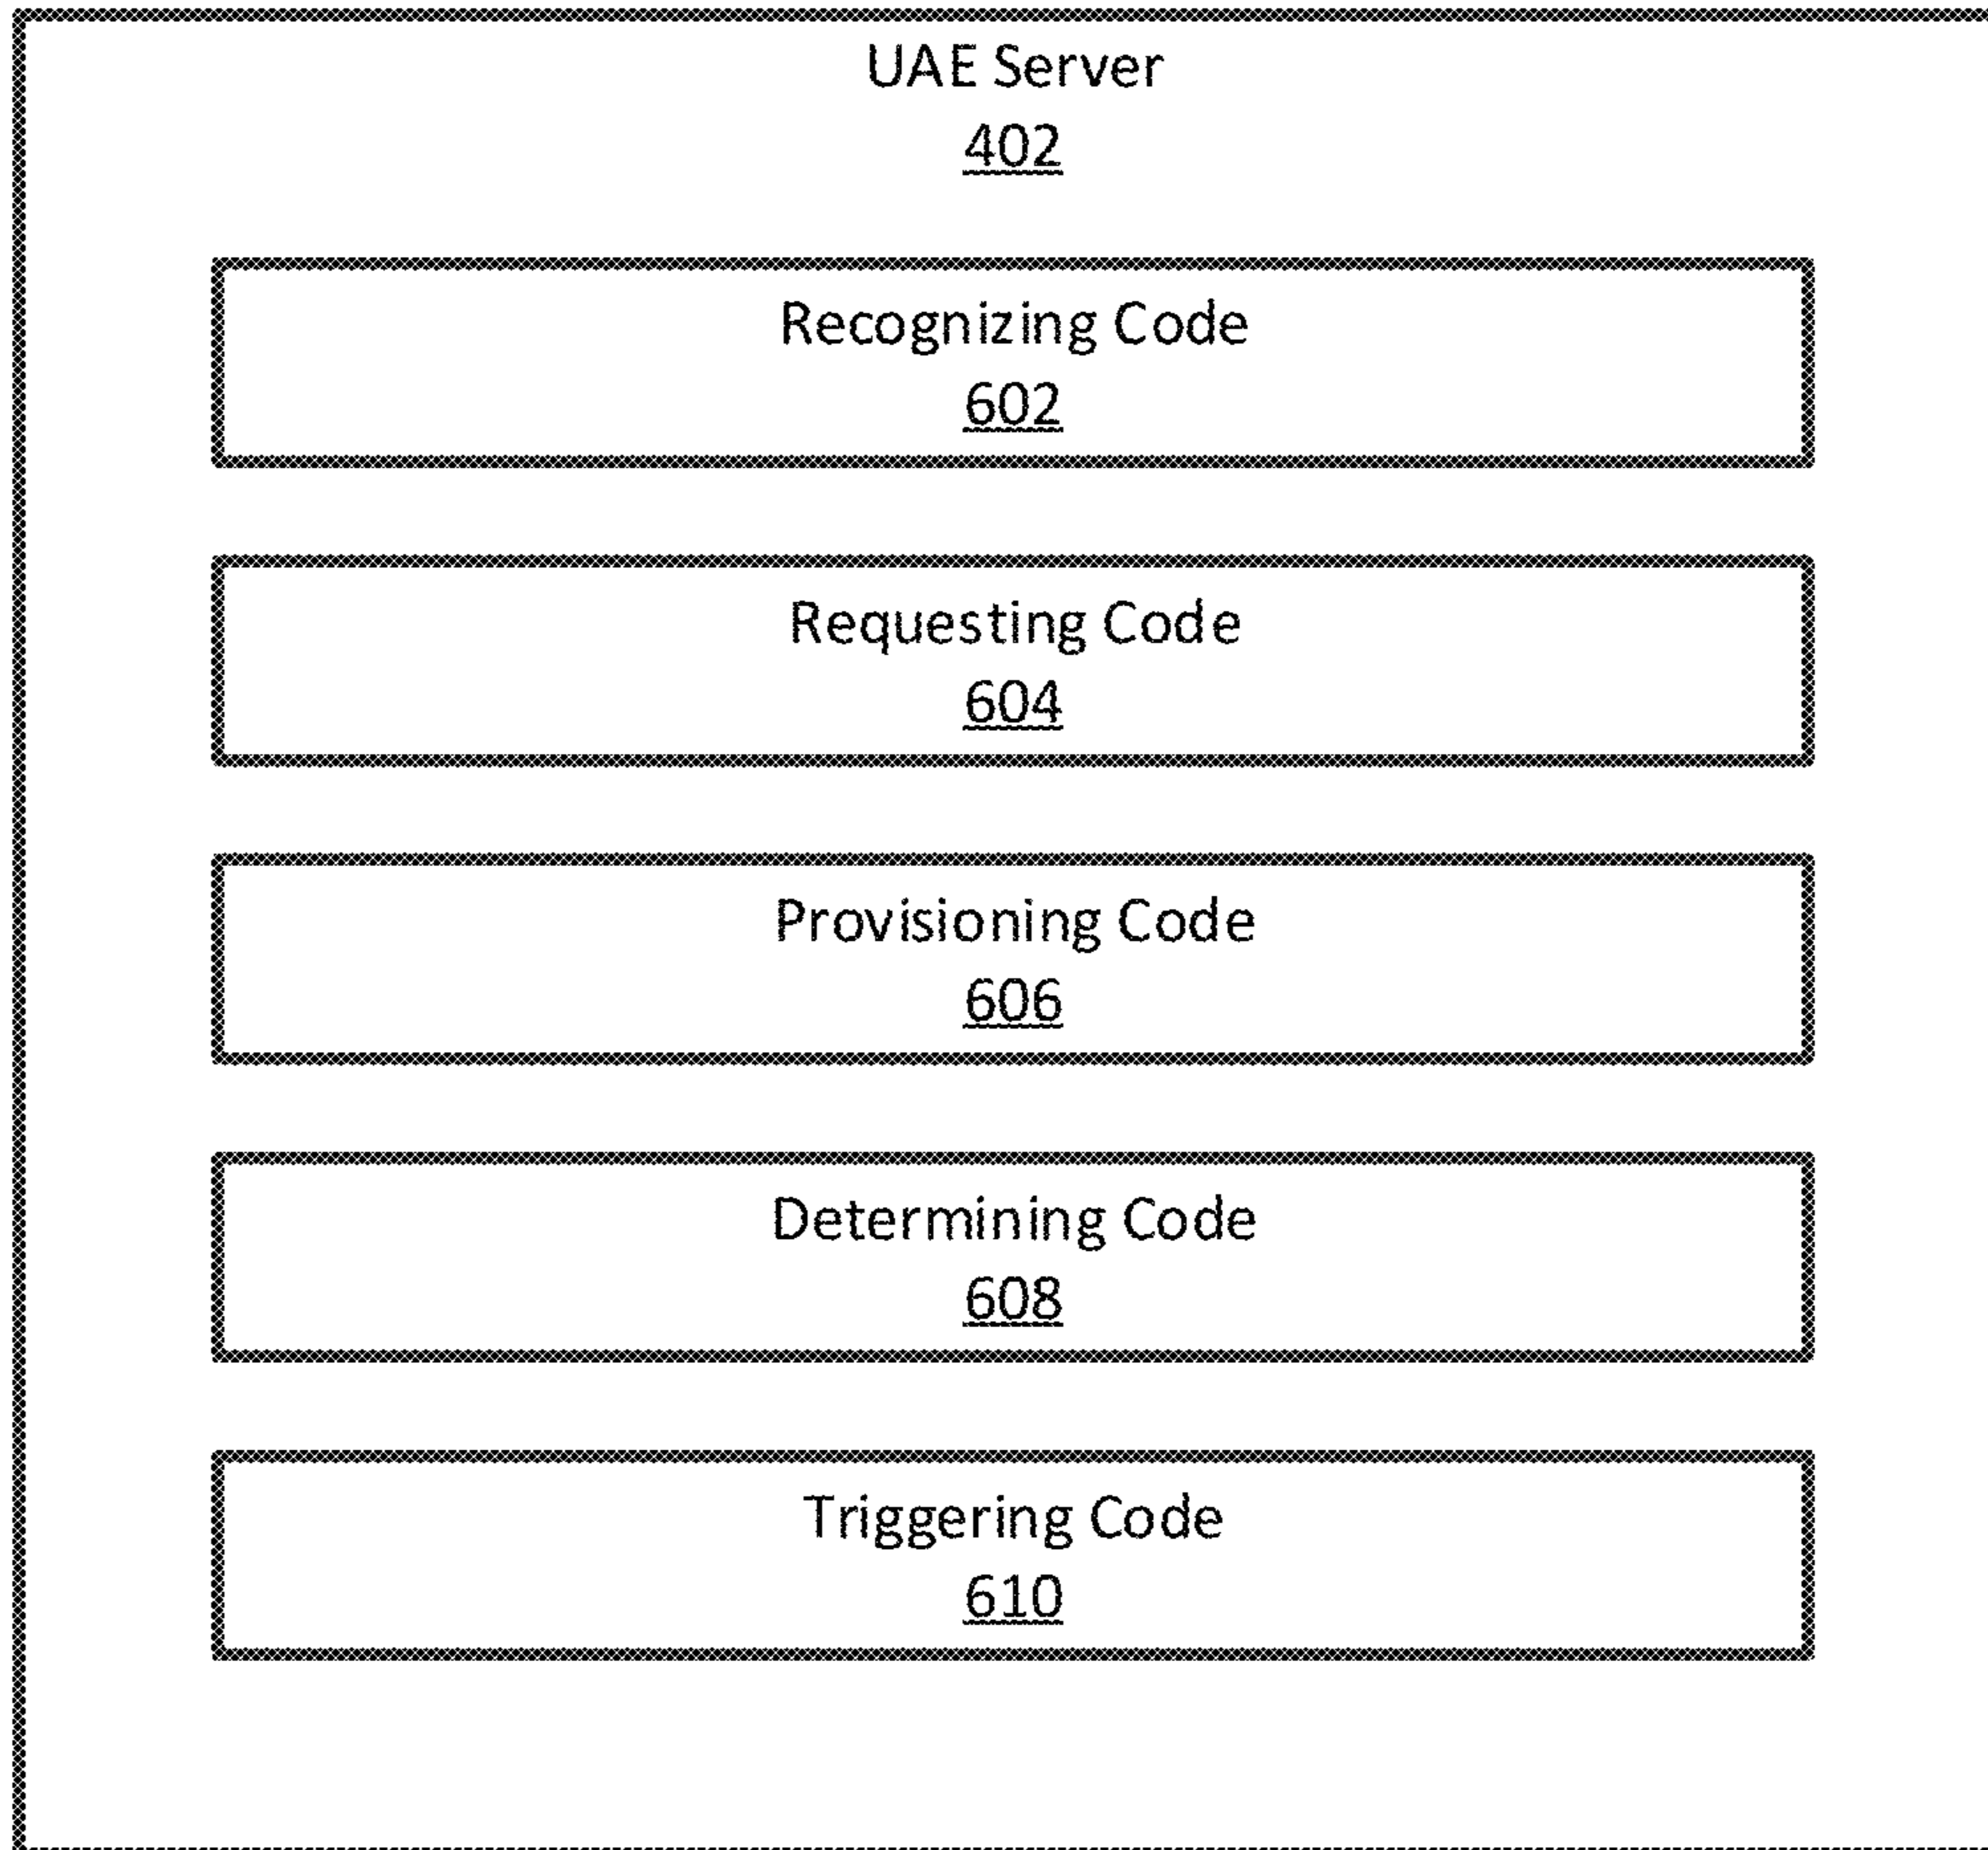 UAE Server
402
Recognizing Code
602
Requesting Code
604
Provisioning Code
606
Determining Code
608
Triggering Code
610